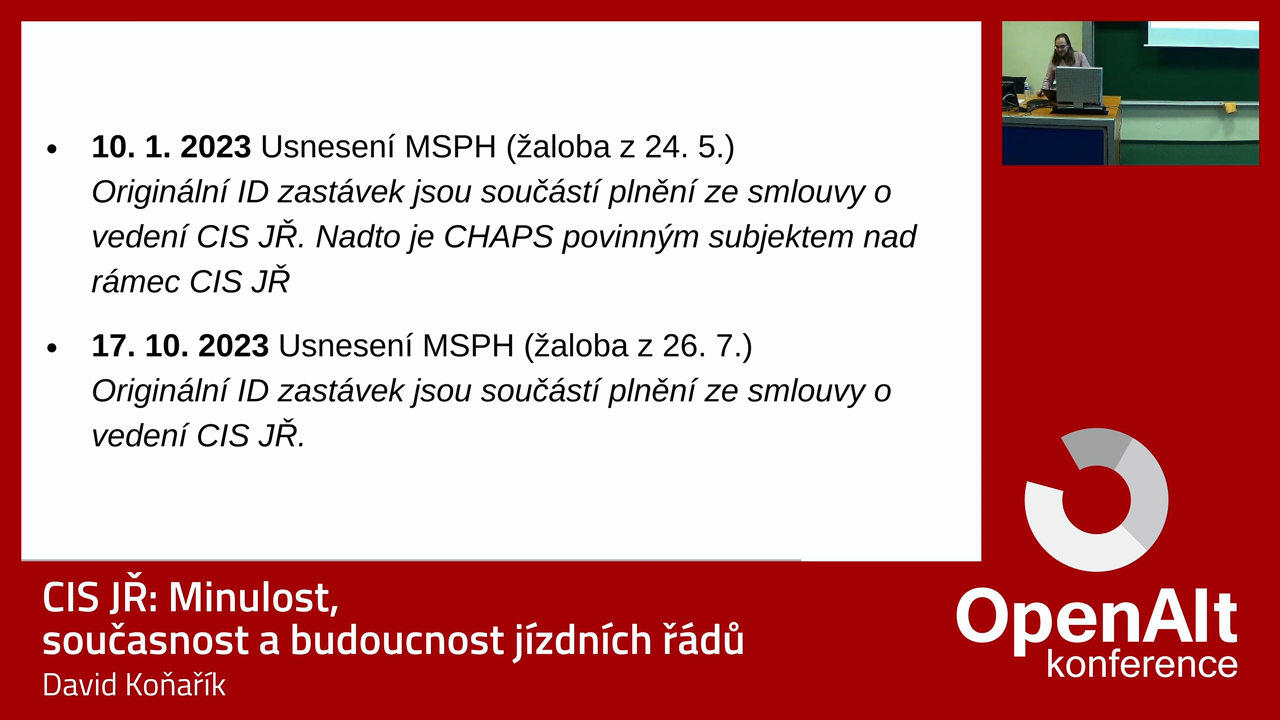 10. 1. 2023 Usnesení MSPH (žaloba z 24. 5.)
Originální ID zastávek jsou součástí plnění ze smlouvy o
vedení CIS JŘ. Nadto je CHAPS povinným subjektem nad
rámec CIS JŘ
17. 10. 2023 Usnesení MSPH (žaloba z 26. 7.)
Originální ID zastávek jsou součástí plnění ze smlouvy o
vedení CIS JŘ.
CIS JŘ: Minulost,
současnost a budoucnost jízdních řádů
David Koňařík
OpenAlt
konference